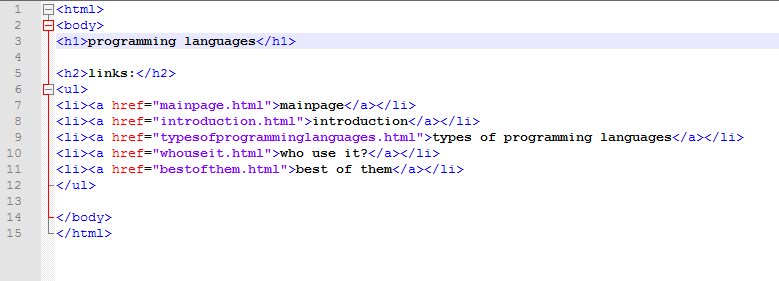 1 <html>
2 <body>
3 <h1>programming languages</h1>
4
5 <h2>links:</h2>
6 <ul>
7 <li><a href="mainpage.html">mainpage</a></li>
8 <li><a href="introduction.html">introduction</a></li>
9 <li><a href="typesofprogramminglanguages.html">types of programming languages</a></li>
10 <li><a href="whouseit.html">who use it?</a></li>
11 <li><a href="bestofthem.html">best of them</a></li>
12 </ul>
13
14 </body>
15 </html>